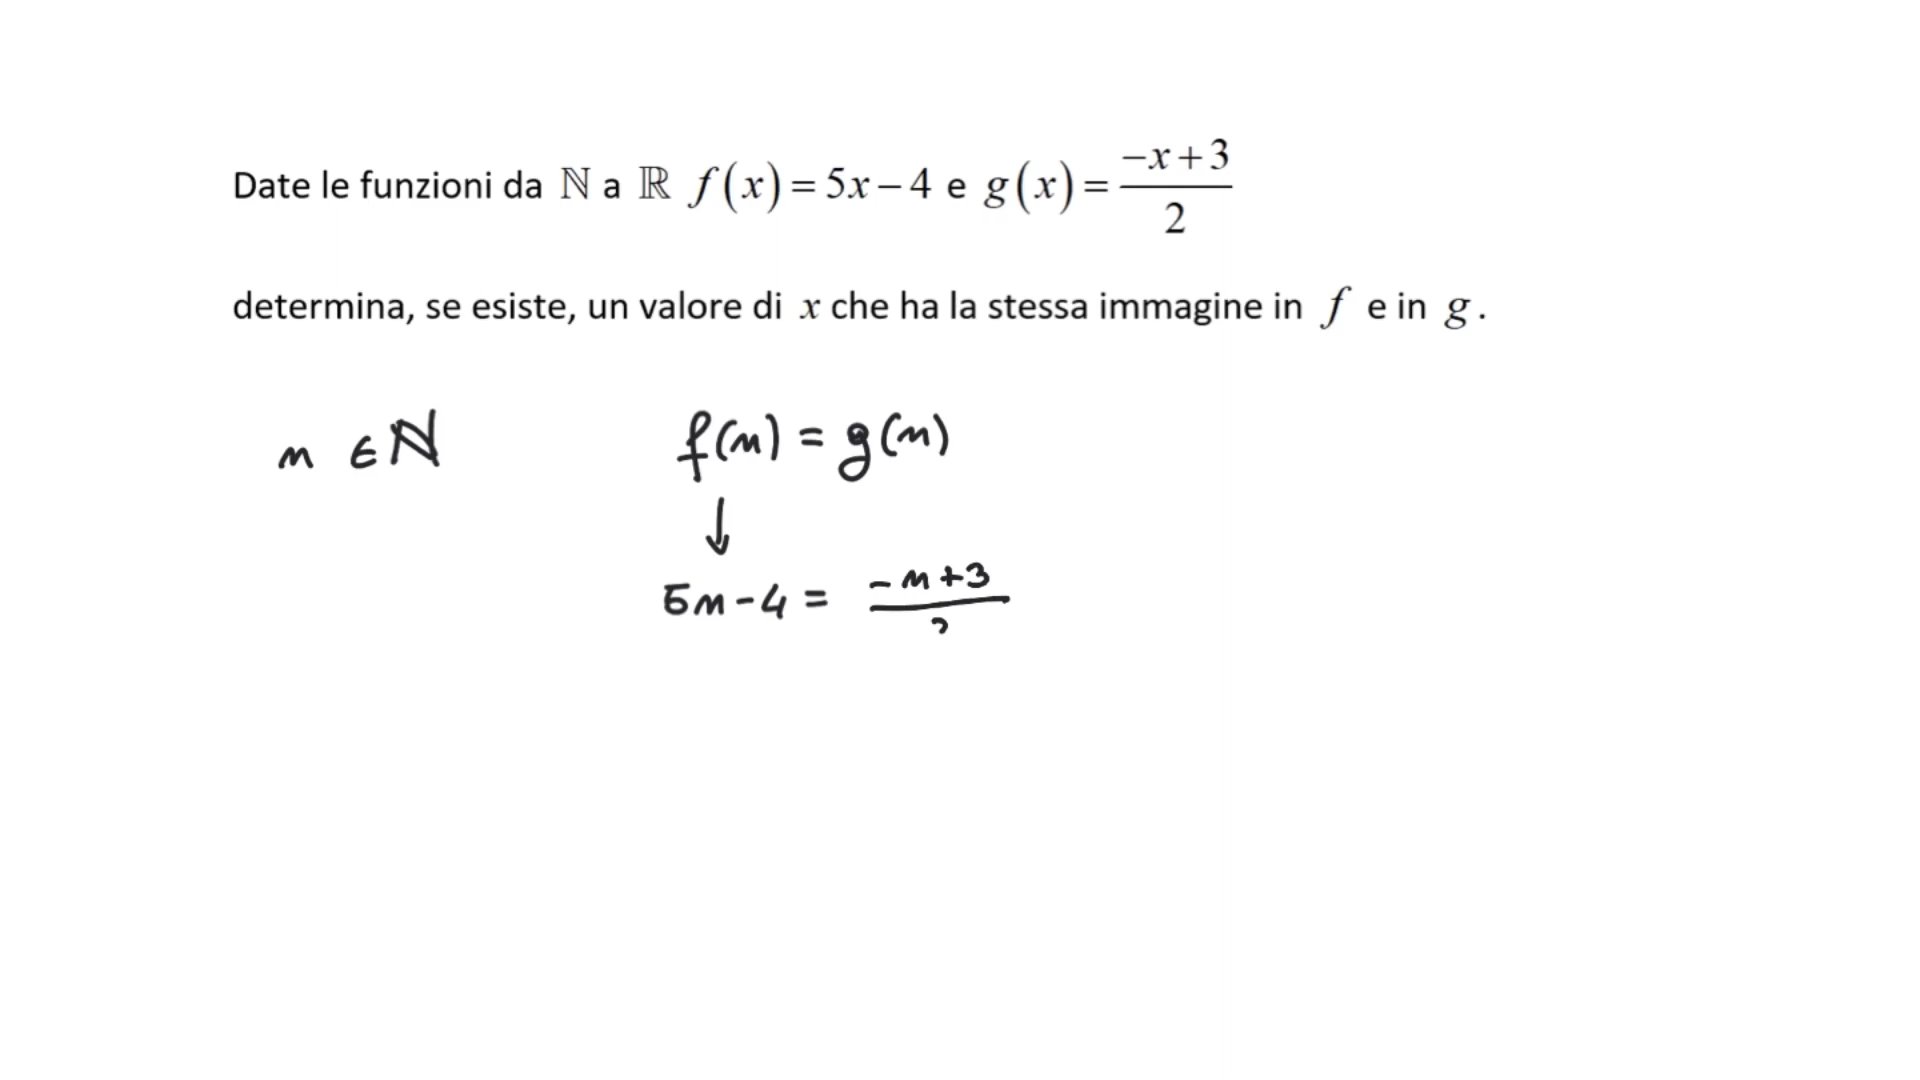 Date le funzioni da ℕ a ℝ f(x)=5x−4 e g(x)=(−x+3)/2
determina, se esiste, un valore di x che ha la stessa immagine in f e in g.
n ∈ ℕ f(n) = g(n)
↓
5n−4 = (−n+3)/2